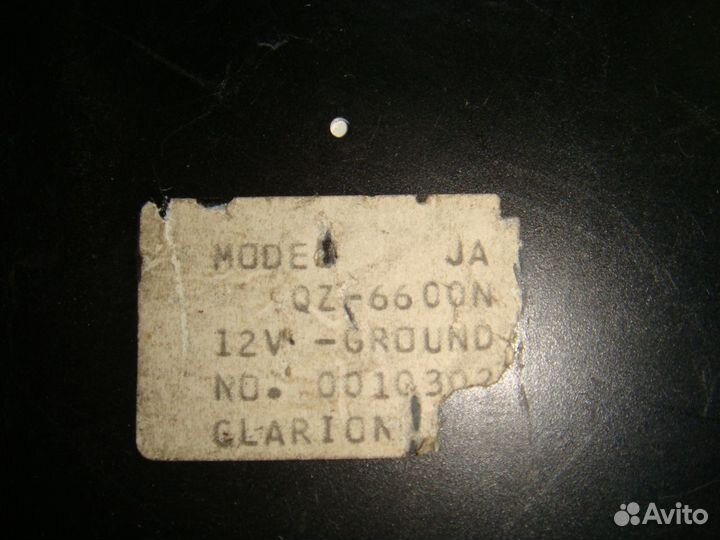 MODEL JA
QZ-6600N
12V -GROUND
NO. 0010302
CLARION
Avito